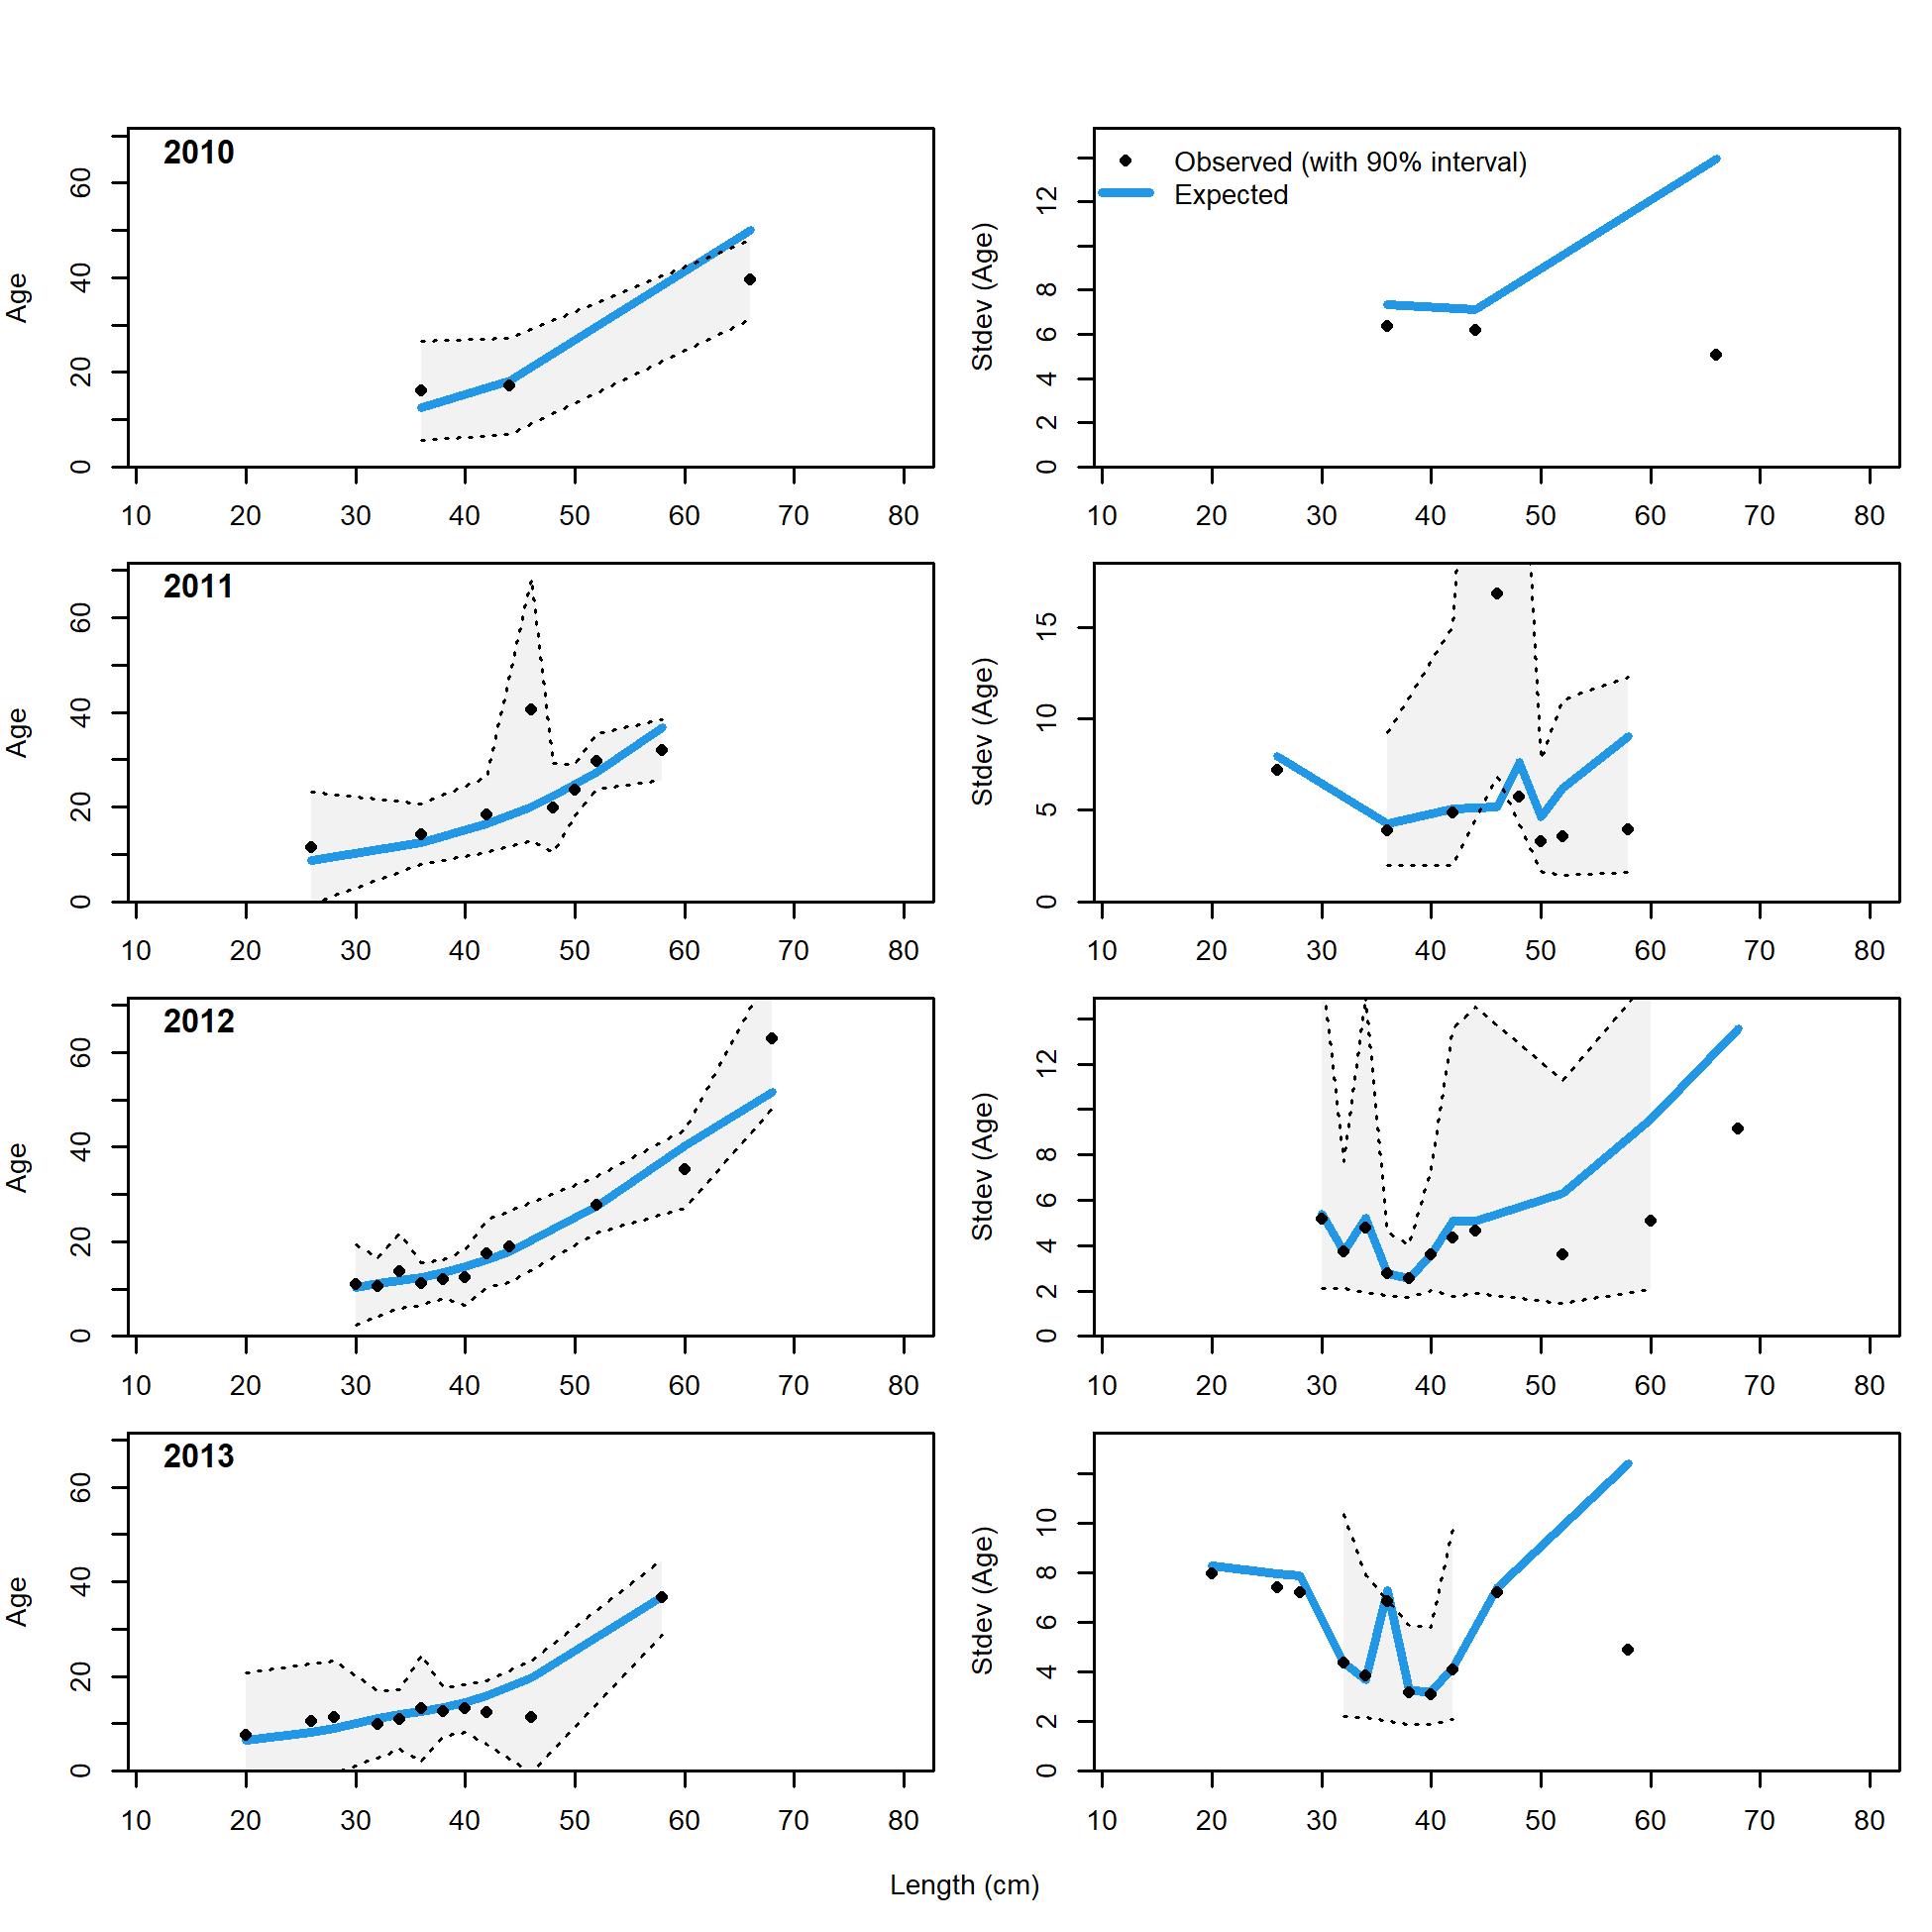 2010
Age
0 20 40 60
10 20 30 40 50 60 70 80
Observed (with 90% interval)
Expected
Stdev (Age)
0 2 4 6 8 12
10 20 30 40 50 60 70 80
2011
Age
0 20 40 60
10 20 30 40 50 60 70 80
Stdev (Age)
0 5 10 15
10 20 30 40 50 60 70 80
2012
Age
0 20 40 60
10 20 30 40 50 60 70 80
Stdev (Age)
0 2 4 6 8 12
10 20 30 40 50 60 70 80
2013
Age
0 20 40 60
10 20 30 40 50 60 70 80
Stdev (Age)
0 2 4 6 8 10
10 20 30 40 50 60 70 80
Length (cm)